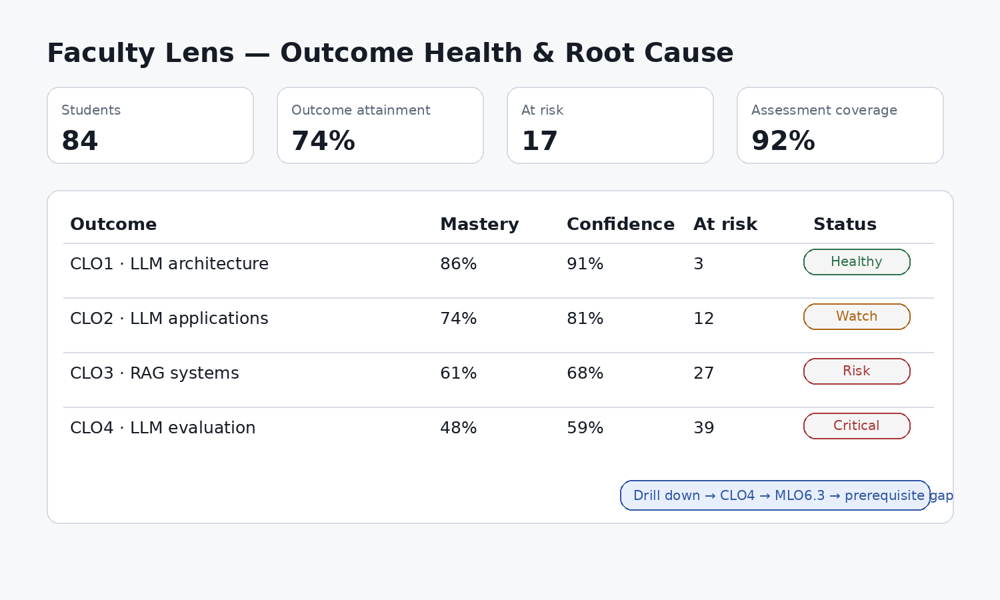 Faculty Lens — Outcome Health & Root Cause
Students
84
Outcome attainment
74%
At risk
17
Assessment coverage
92%
Outcome Mastery Confidence At risk Status
CLO1 · LLM architecture 86% 91% 3 Healthy
CLO2 · LLM applications 74% 81% 12 Watch
CLO3 · RAG systems 61% 68% 27 Risk
CLO4 · LLM evaluation 48% 59% 39 Critical
Drill down → CLO4 → MLO6.3 → prerequisite gap